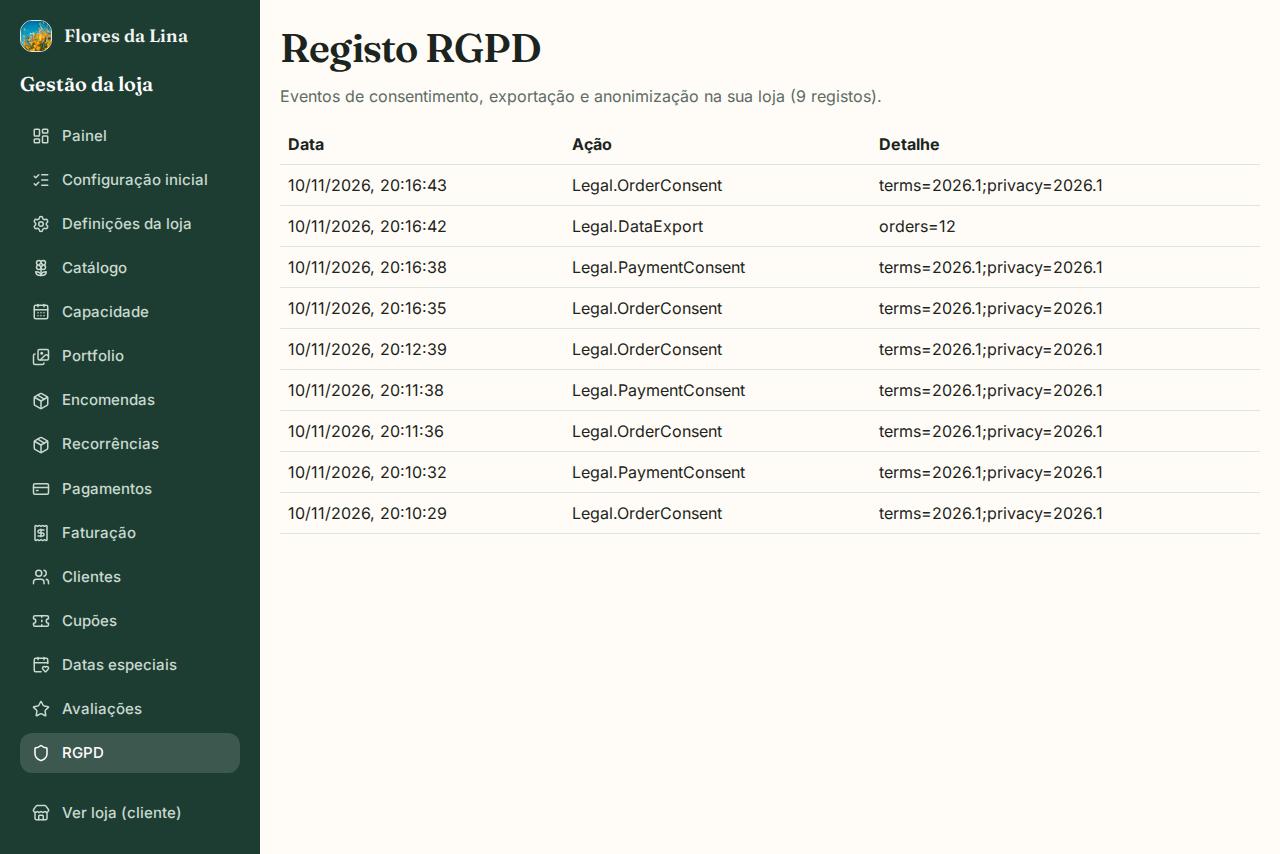 Flores da Lina
Gestão da loja
Painel
Configuração inicial
Definições da loja
Catálogo
Capacidade
Portfolio
Encomendas
Recorrências
Pagamentos
Faturação
Clientes
Cupões
Datas especiais
Avaliações
RGPD
Ver loja (cliente)
Registo RGPD
Eventos de consentimento, exportação e anonimização na sua loja (9 registos).
Data Ação Detalhe
10/11/2026, 20:16:43 Legal.OrderConsent terms=2026.1;privacy=2026.1
10/11/2026, 20:16:42 Legal.DataExport orders=12
10/11/2026, 20:16:38 Legal.PaymentConsent terms=2026.1;privacy=2026.1
10/11/2026, 20:16:35 Legal.OrderConsent terms=2026.1;privacy=2026.1
10/11/2026, 20:12:39 Legal.OrderConsent terms=2026.1;privacy=2026.1
10/11/2026, 20:11:38 Legal.PaymentConsent terms=2026.1;privacy=2026.1
10/11/2026, 20:11:36 Legal.OrderConsent terms=2026.1;privacy=2026.1
10/11/2026, 20:10:32 Legal.PaymentConsent terms=2026.1;privacy=2026.1
10/11/2026, 20:10:29 Legal.OrderConsent terms=2026.1;privacy=2026.1